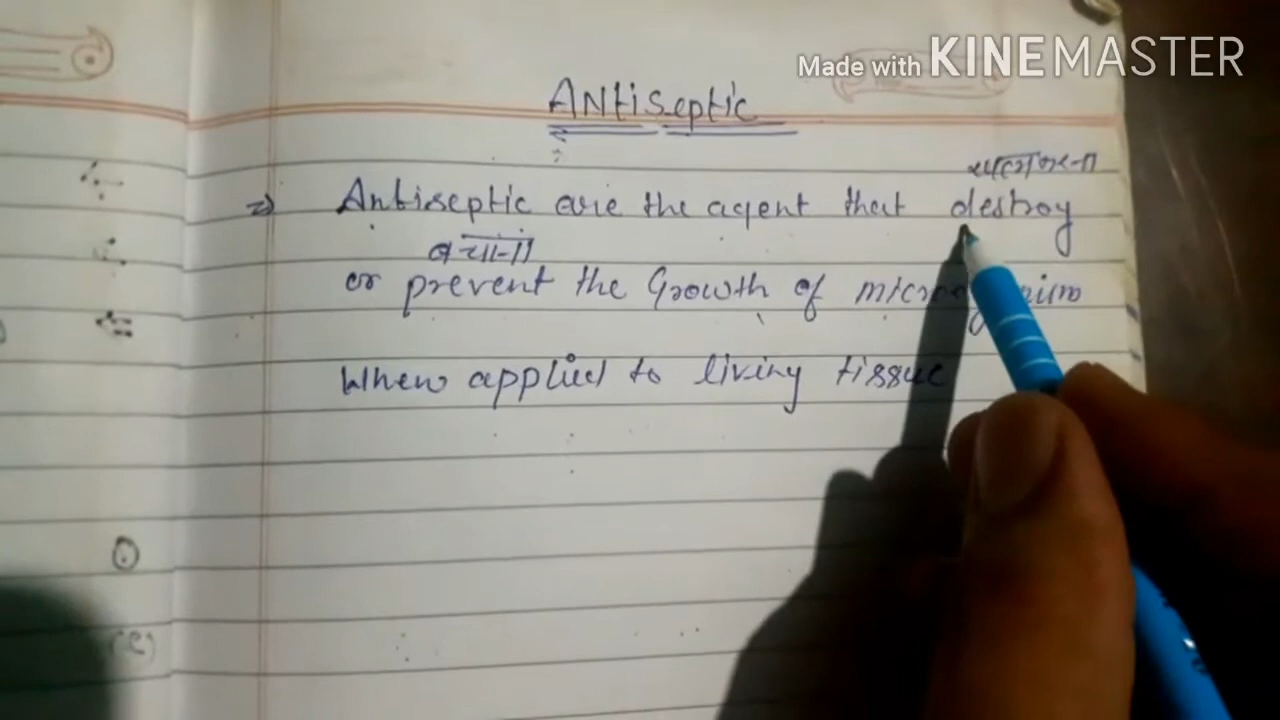 Made with KINEMASTER
ANtiseptic
⇒ Antiseptic are the agent that destroy
or prevent the Growth of
When applied to living tissue